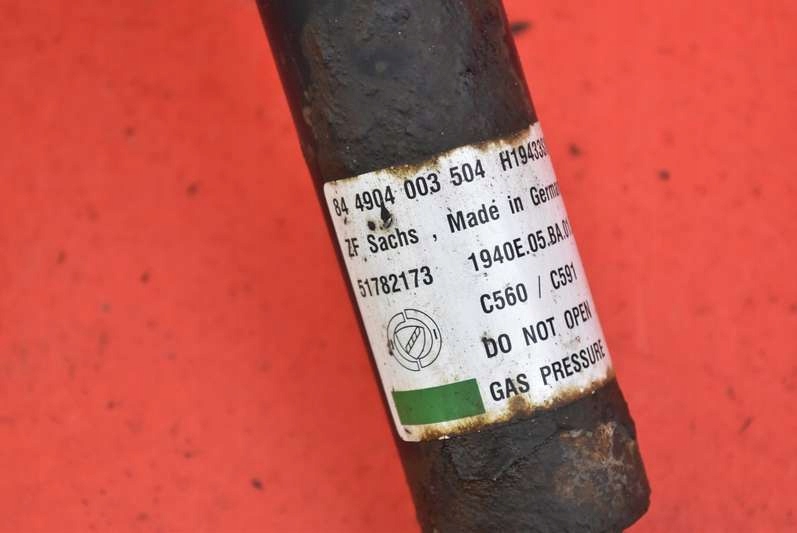 84 4904 003 504
ZF Sachs , Made in
51782173 1940E.05.BA.01
C560 / C591
DO NOT OPEN
GAS PRESSURE